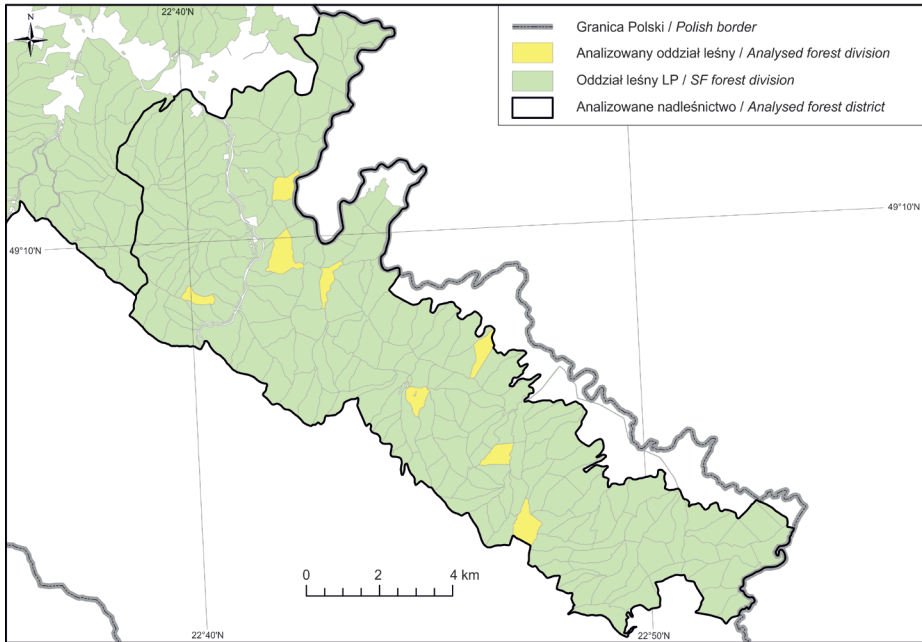 22°40'
N
Granica Polski / Polish border
Analizowany oddział leśny / Analysed forest division
Oddział leśny LP / SF forest division
Analizowane nadleśnictwo / Analysed forest district
49°10'N
49°10'N
0 2 4 km
22°40'N
22°50'N